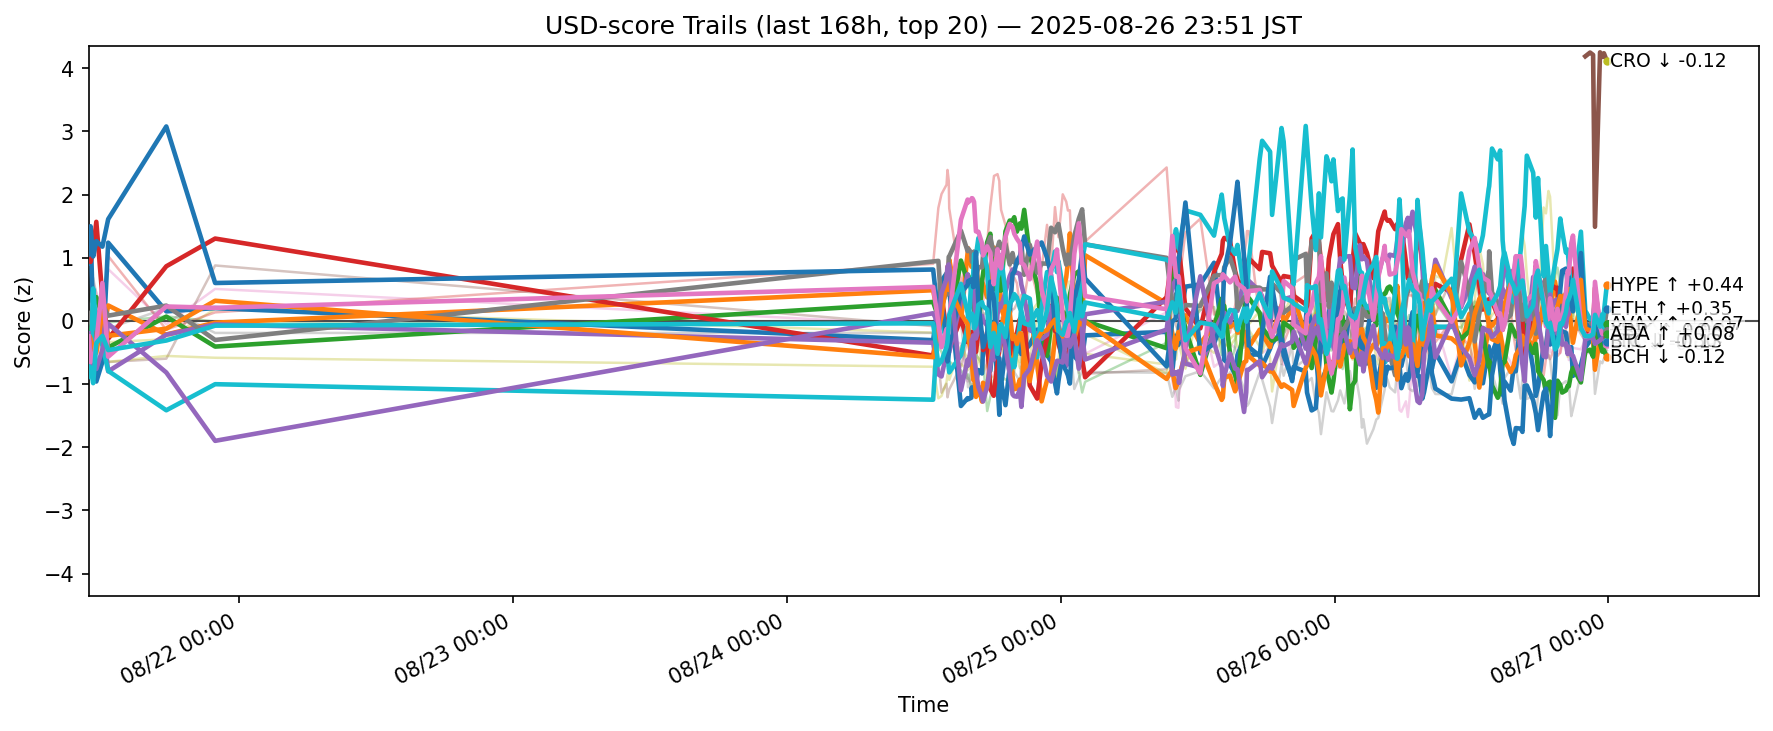 USD-score Trails (last 168h, top 20) — 2025-08-26 23:51 JST
Score (z)
4
3
2
1
0
−1
−2
−3
−4
CRO ↓ -0.12
HYPE ↑ +0.44
ETH ↑ +0.35
ADA ↑ +0.08
BCH ↓ -0.12
08/22 00:00
08/23 00:00
08/24 00:00
08/25 00:00
08/26 00:00
08/27 00:00
Time